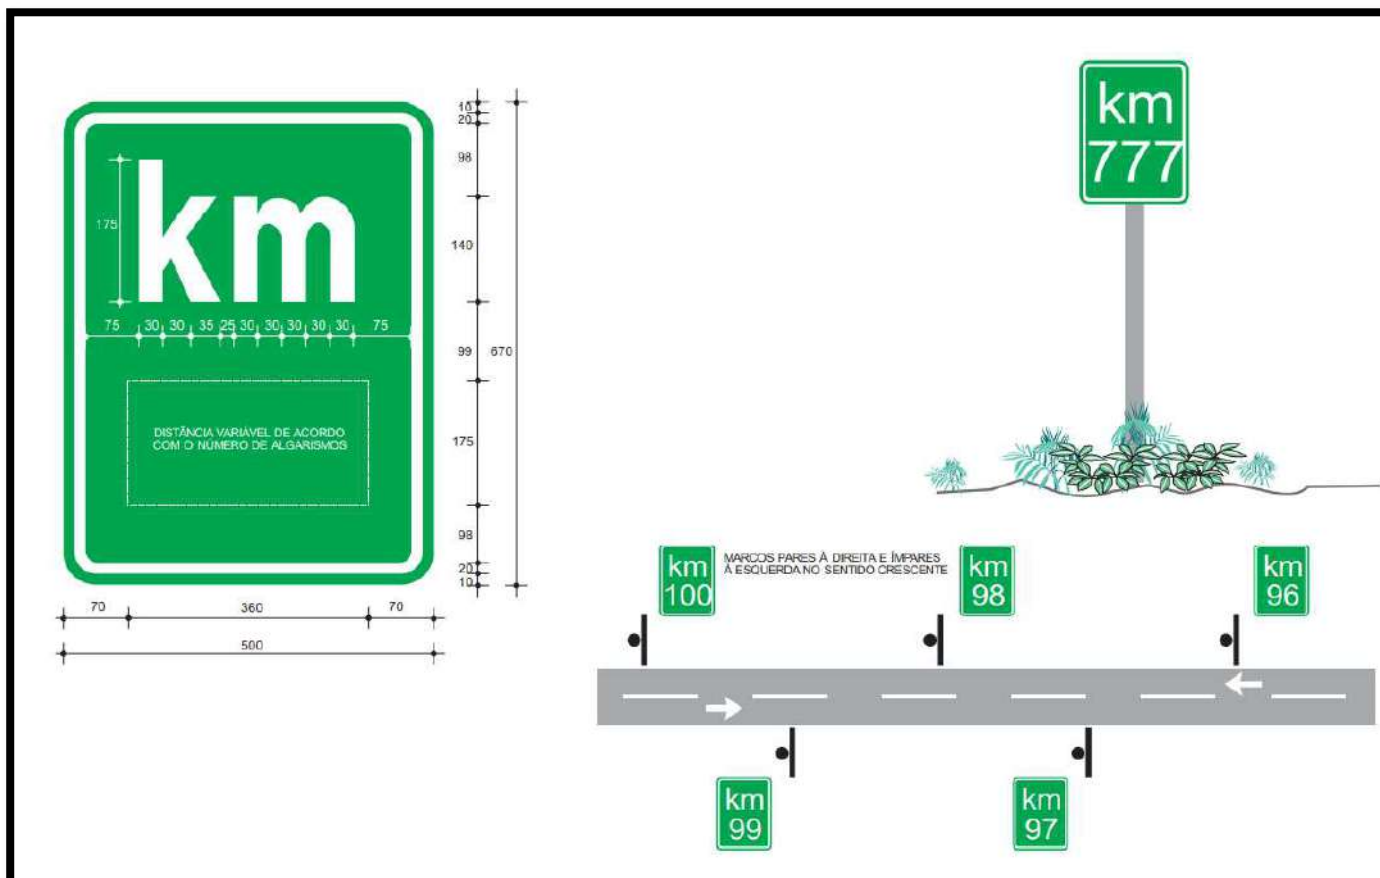 km
175
75 30 30 35 25 30 30 30 30 30 75
DISTÂNCIA VARIÁVEL DE ACORDO
COM O NÚMERO DE ALGARISMOS
10
20
98
140
99
670
175
98
20
10
70 360 70
500
km
777
km
100
MARCOS PARES À DIREITA E ÍMPARES
À ESQUERDA NO SENTIDO CRESCENTE
km
98
km
96
km
99
km
97